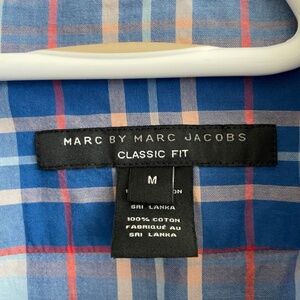 MARC BY MARC JACOBS
CLASSIC FIT
M
SRI LANKA
100% COTON
FABRIQUÉ AU
SRI LANKA